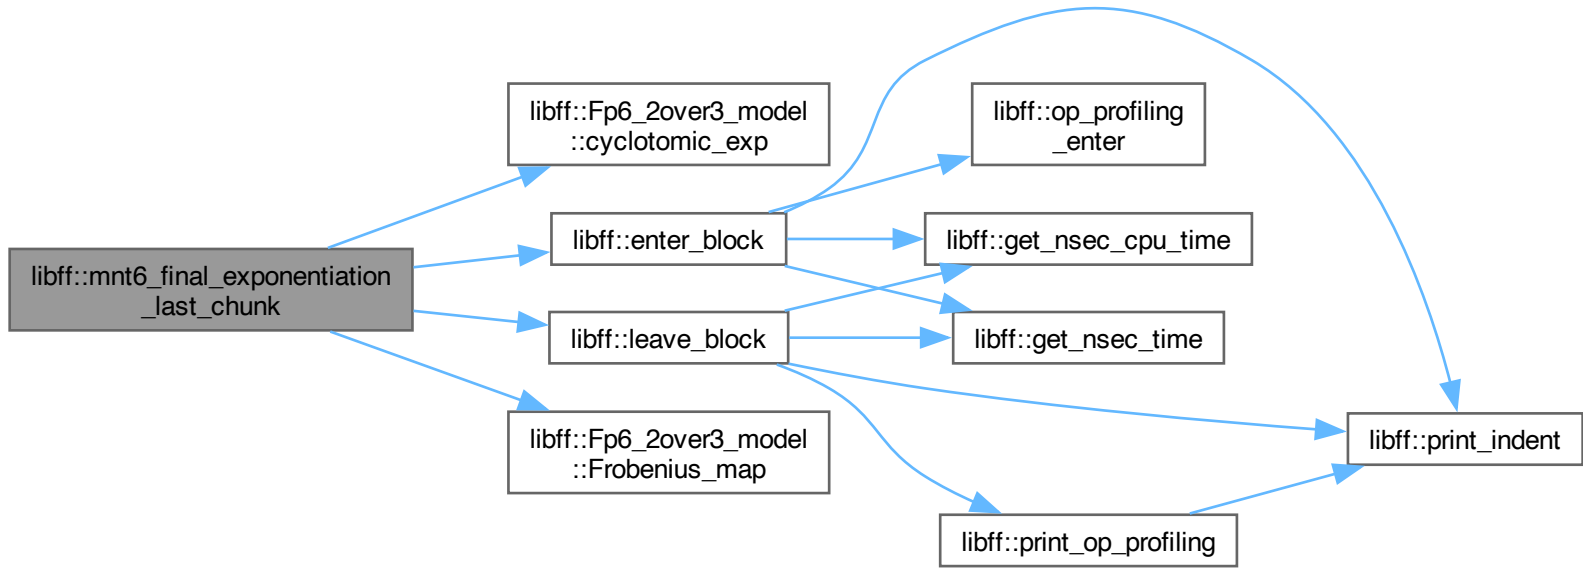 libff::mnt6_final_exponentiation
_last_chunk
libff::Fp6_2over3_model
::cyclotomic_exp
libff::enter_block
libff::leave_block
libff::Fp6_2over3_model
::Frobenius_map
libff::op_profiling
_enter
libff::get_nsec_cpu_time
libff::get_nsec_time
libff::print_op_profiling
libff::print_indent